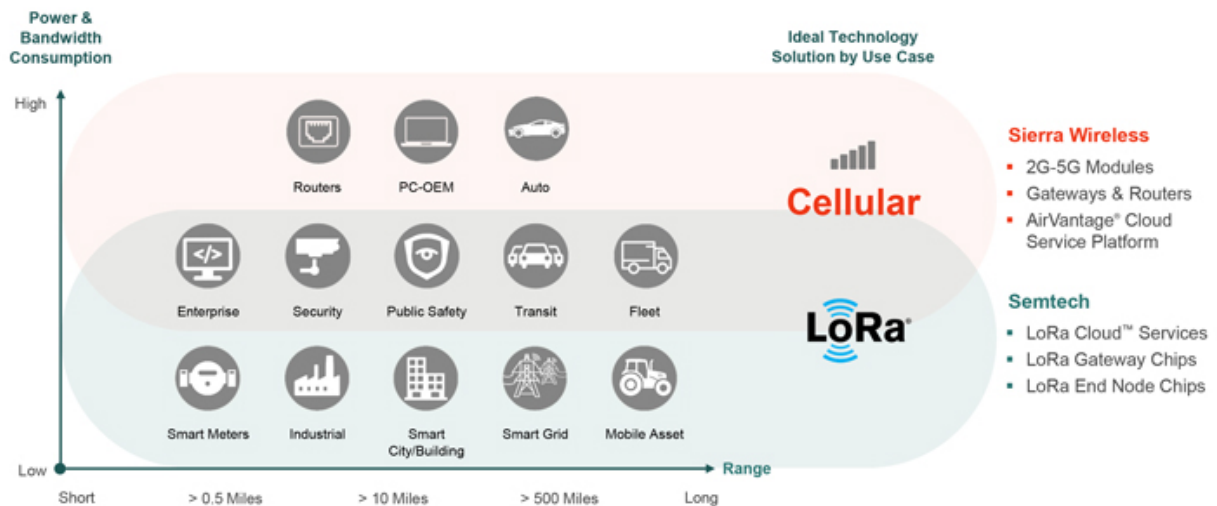 Power &
Bandwidth
Consumption
Ideal Technology
Solution by Use Case
High
Routers
PC-OEM
Auto
Cellular
Sierra Wireless
▪ 2G-5G Modules
▪ Gateways & Routers
▪ AirVantage® Cloud
Service Platform
</>
Enterprise
Security
Public Safety
Transit
Fleet
LoRa®
Semtech
▪ LoRa Cloud™ Services
▪ LoRa Gateway Chips
▪ LoRa End Node Chips
Smart Meters
Industrial
Smart
City/Building
Smart Grid
Mobile Asset
Low
Range
Short
> 0.5 Miles
> 10 Miles
> 500 Miles
Long